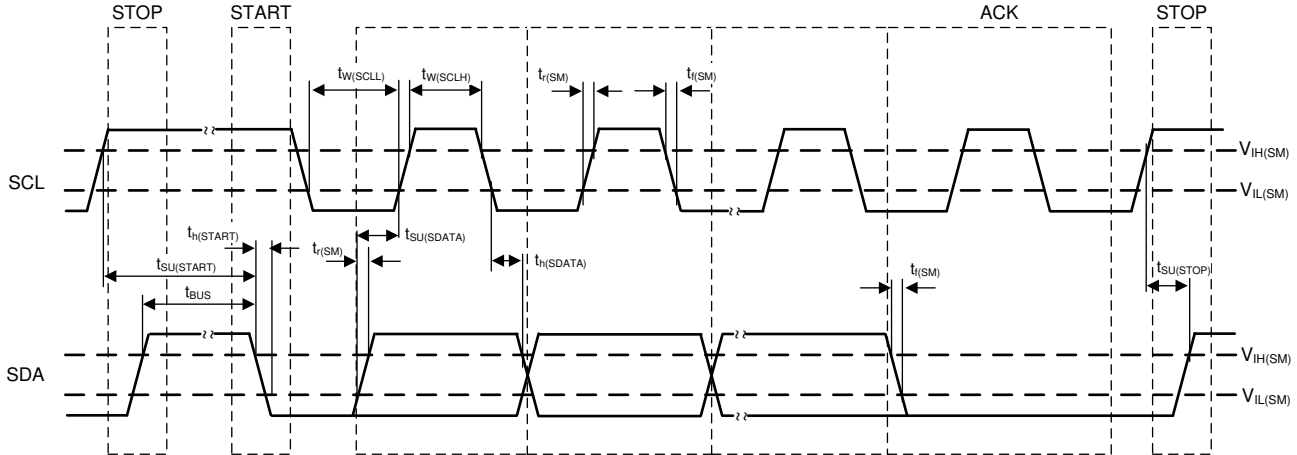 STOP START ACK STOP
tW(SCLL) tW(SCLH) tr(SM) tf(SM)
VIH(SM)
SCL
VIL(SM)
th(START) tr(SM) tSU(SDATA)
th(SDATA)
tSU(START) tf(SM) tSU(STOP)
tBUS
VIH(SM)
SDA
VIL(SM)